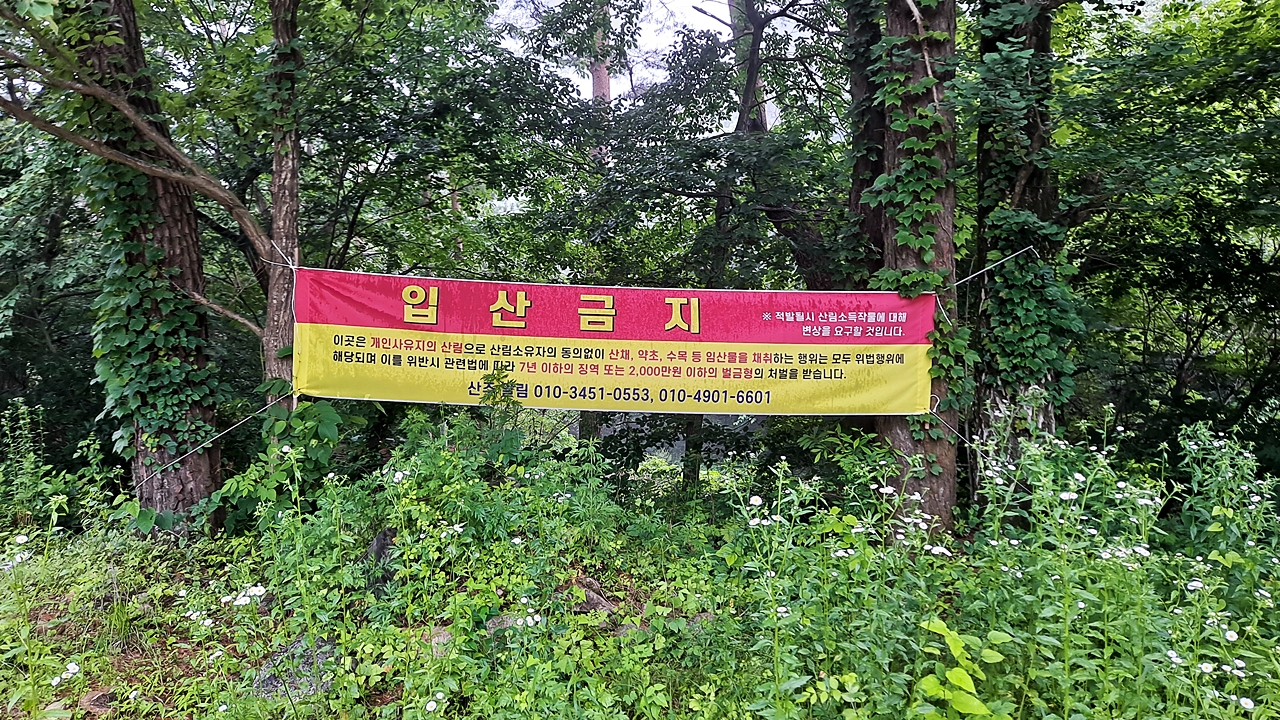 입 산 금 지
※ 적발될시 산림소득작물에 대해
변상을 요구할 것입니다.
이곳은 개인사유지의 산림으로 산림소유자의 동의없이 산채, 약초, 수목 등 임산물을 채취하는 행위는 모두 위법행위에
해당되며 이를 위반시 관련법에 따라 7년 이하의 징역 또는 2,000만원 이하의 벌금형의 처벌을 받습니다.
010-3451-0553, 010-4901-6601